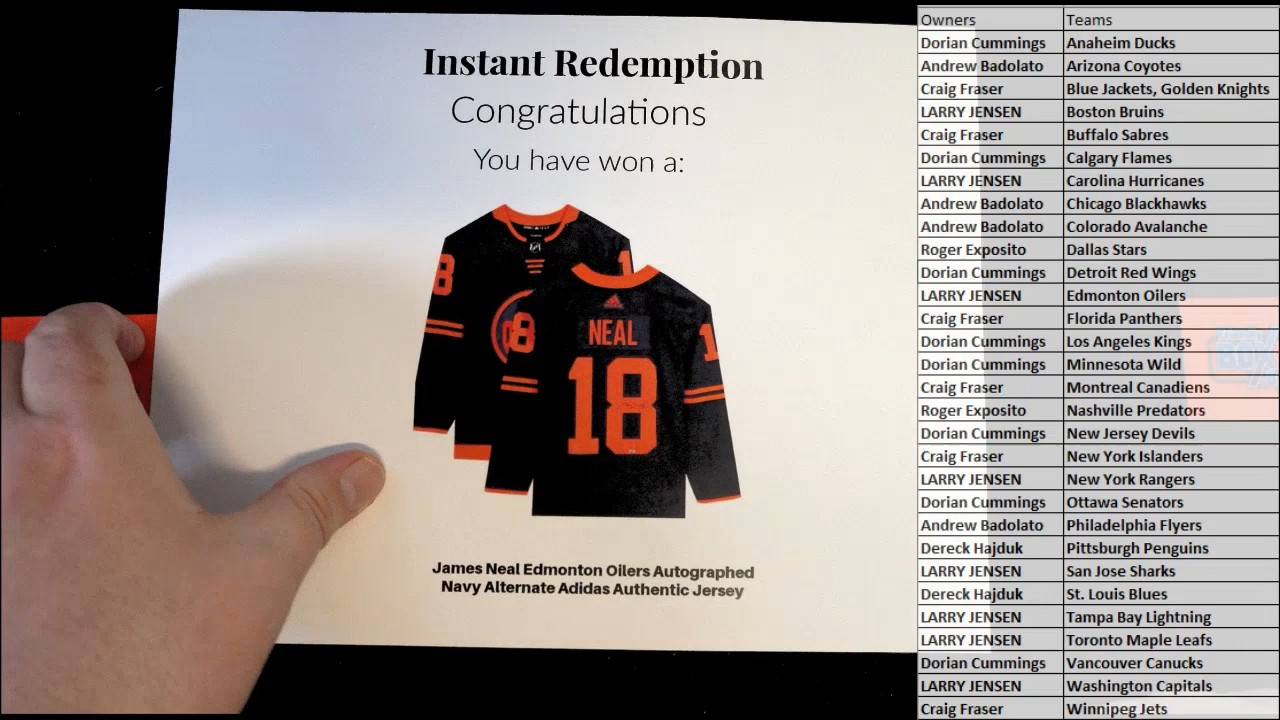 Instant Redemption
Congratulations
You have won a:
8
1
8
NEAL
1
18
James Neal Edmonton Oilers Autographed
Navy Alternate Adidas Authentic Jersey
Owners Teams
Dorian Cummings Anaheim Ducks
Andrew Badolato Arizona Coyotes
Craig Fraser Blue Jackets, Golden Knights
LARRY JENSEN Boston Bruins
Craig Fraser Buffalo Sabres
Dorian Cummings Calgary Flames
LARRY JENSEN Carolina Hurricanes
Andrew Badolato Chicago Blackhawks
Andrew Badolato Colorado Avalanche
Roger Exposito Dallas Stars
Dorian Cummings Detroit Red Wings
LARRY JENSEN Edmonton Oilers
Craig Fraser Florida Panthers
Dorian Cummings Los Angeles Kings
Dorian Cummings Minnesota Wild
Craig Fraser Montreal Canadiens
Roger Exposito Nashville Predators
Dorian Cummings New Jersey Devils
Craig Fraser New York Islanders
LARRY JENSEN New York Rangers
Dorian Cummings Ottawa Senators
Andrew Badolato Philadelphia Flyers
Dereck Hajduk Pittsburgh Penguins
LARRY JENSEN San Jose Sharks
Dereck Hajduk St. Louis Blues
LARRY JENSEN Tampa Bay Lightning
LARRY JENSEN Toronto Maple Leafs
Dorian Cummings Vancouver Canucks
LARRY JENSEN Washington Capitals
Craig Fraser Winnipeg Jets
BOX